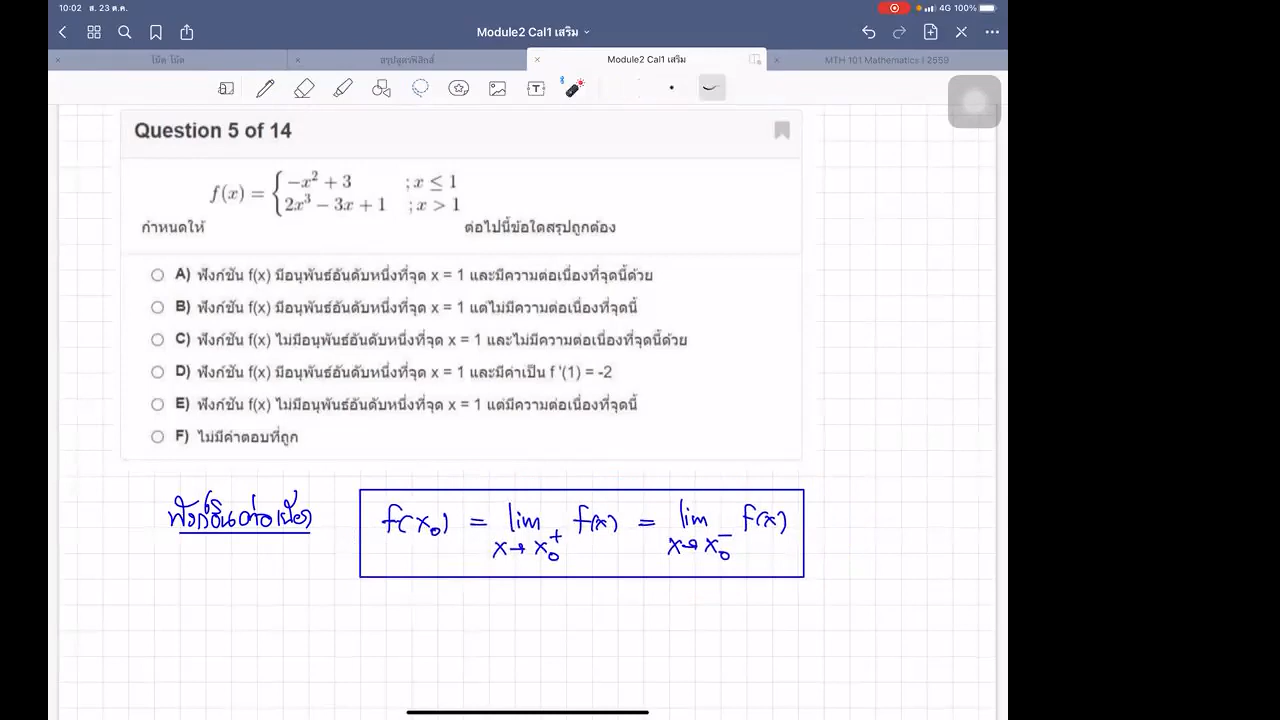 10:02 ส. 23 ต.ค.
4G 100%
Module2 Cal1 เสริม
โน้ต โน้ต
สรุปสูตรฟิสิกส์
Module2 Cal1 เสริม
MTH 101 Mathematics I 2559
Question 5 of 14
f(x) = { −x² + 3 ; x ≤ 1
2x³ − 3x + 1 ; x > 1
กำหนดให้ ต่อไปนี้ข้อใดสรุปถูกต้อง
A) ฟังก์ชัน f(x) มีอนุพันธ์อันดับหนึ่งที่จุด x = 1 และมีความต่อเนื่องที่จุดนี้ด้วย
B) ฟังก์ชัน f(x) มีอนุพันธ์อันดับหนึ่งที่จุด x = 1 แต่ไม่มีความต่อเนื่องที่จุดนี้
C) ฟังก์ชัน f(x) ไม่มีอนุพันธ์อันดับหนึ่งที่จุด x = 1 และไม่มีความต่อเนื่องที่จุดนี้ด้วย
D) ฟังก์ชัน f(x) มีอนุพันธ์อันดับหนึ่งที่จุด x = 1 และมีค่าเป็น f '(1) = -2
E) ฟังก์ชัน f(x) ไม่มีอนุพันธ์อันดับหนึ่งที่จุด x = 1 แต่มีความต่อเนื่องที่จุดนี้
F) ไม่มีคำตอบที่ถูก
ฟังก์ชันต่อเนื่อง f(x₀) = lim x→x₀⁺ f(x) = lim x→x₀⁻ f(x)